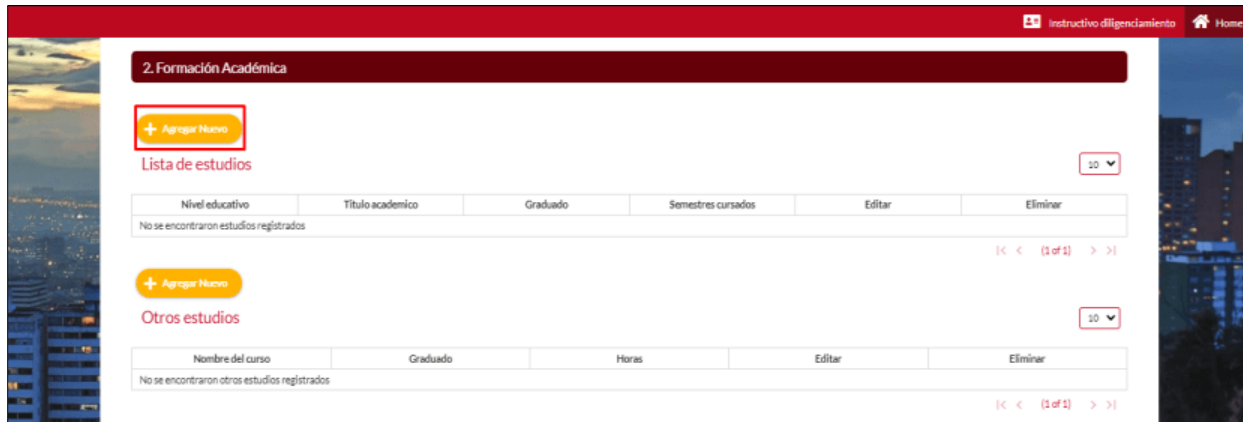 Instructivo diligenciamiento Home
2. Formación Académica
+ Agregar Nuevo
Lista de estudios 10
Nivel educativo Título academico Graduado Semestres cursados Editar Eliminar
No se encontraron estudios registrados
|< < (1 of 1) > >|
+ Agregar Nuevo
Otros estudios 10
Nombre del curso Graduado Horas Editar Eliminar
No se encontraron otros estudios registrados
|< < (1 of 1) > >|